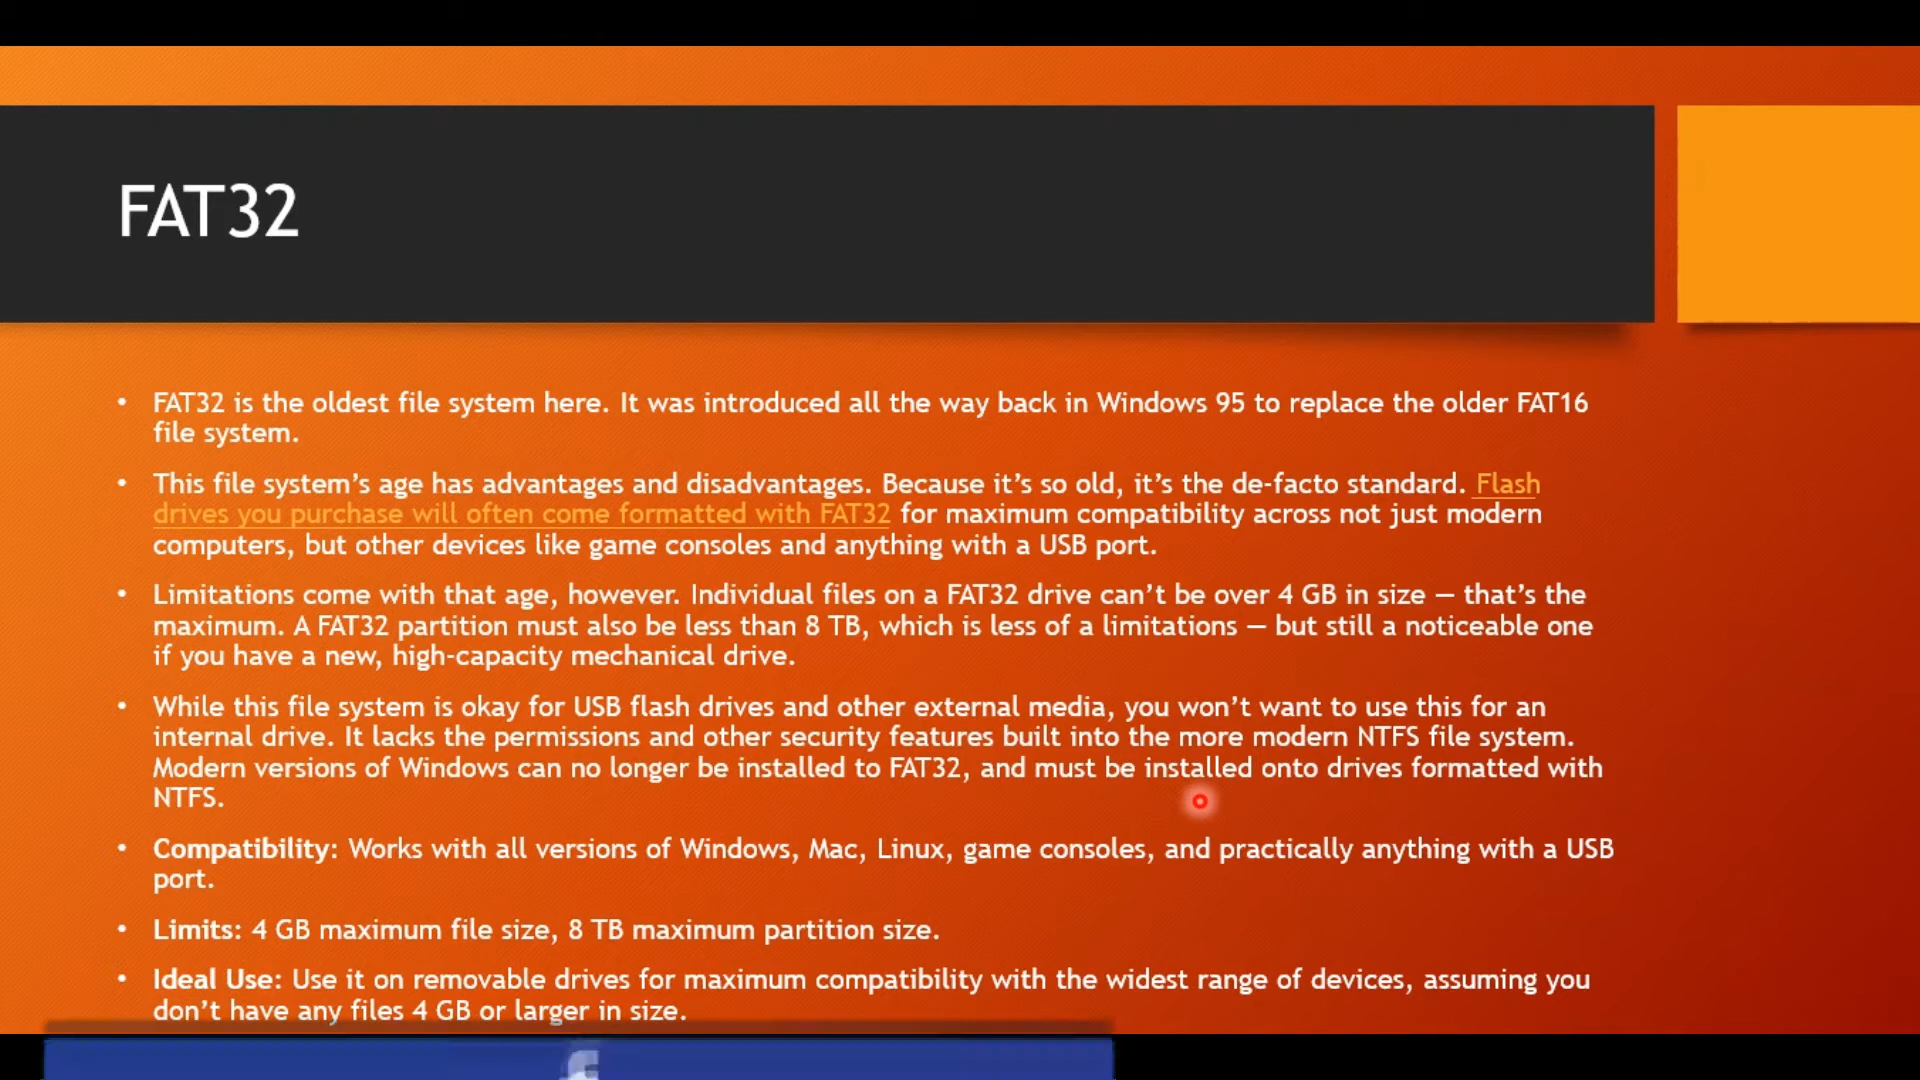 FAT32
• FAT32 is the oldest file system here. It was introduced all the way back in Windows 95 to replace the older FAT16
file system.
• This file system’s age has advantages and disadvantages. Because it’s so old, it’s the de-facto standard. Flash
drives you purchase will often come formatted with FAT32 for maximum compatibility across not just modern
computers, but other devices like game consoles and anything with a USB port.
• Limitations come with that age, however. Individual files on a FAT32 drive can’t be over 4 GB in size — that’s the
maximum. A FAT32 partition must also be less than 8 TB, which is less of a limitations — but still a noticeable one
if you have a new, high-capacity mechanical drive.
• While this file system is okay for USB flash drives and other external media, you won’t want to use this for an
internal drive. It lacks the permissions and other security features built into the more modern NTFS file system.
Modern versions of Windows can no longer be installed to FAT32, and must be installed onto drives formatted with
NTFS.
• Compatibility: Works with all versions of Windows, Mac, Linux, game consoles, and practically anything with a USB
port.
• Limits: 4 GB maximum file size, 8 TB maximum partition size.
• Ideal Use: Use it on removable drives for maximum compatibility with the widest range of devices, assuming you
don’t have any files 4 GB or larger in size.